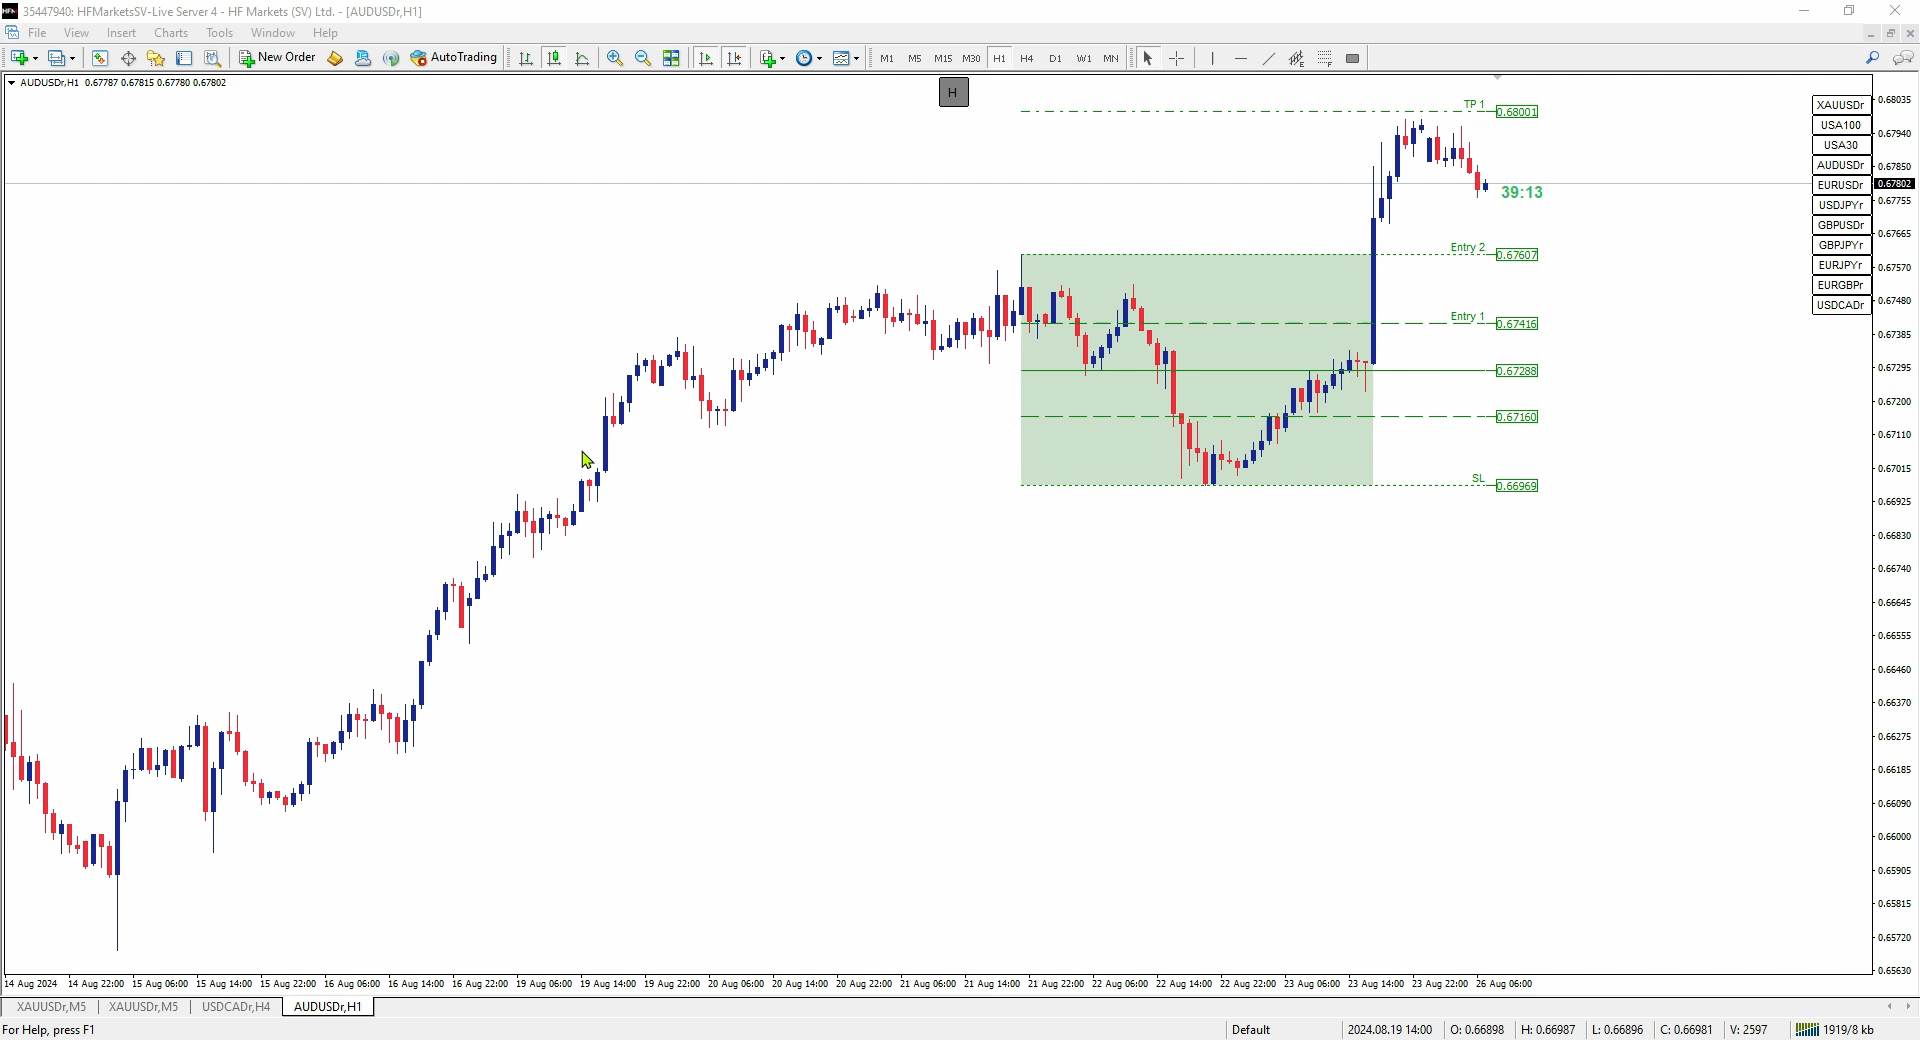 35447940: HFMarketsSV-Live Server 4 - HF Markets (SV) Ltd. - [AUDUSDr,H1]
File View Insert Charts Tools Window Help
New Order AutoTrading M1 M5 M15 M30 H1 H4 D1 W1 MN
AUDUSDr,H1 0.67787 0.67815 0.67780 0.67802
H
TP 1 0.68001
39:13
Entry 2 0.67607
Entry 1 0.67416
0.67288
0.67160
SL 0.66969
XAUUSDr
USA100
USA30
AUDUSDr
EURUSDr
USDJPYr
GBPUSDr
GBPJPYr
EURJPYr
EURGBPr
USDCADr
0.68035
0.67940
0.67850
0.67802
0.67755
0.67665
0.67570
0.67480
0.67385
0.67295
0.67200
0.67110
0.67015
0.66925
0.66830
0.66740
0.66645
0.66555
0.66460
0.66370
0.66275
0.66185
0.66090
0.66000
0.65905
0.65815
0.65720
0.65630
14 Aug 2024 14 Aug 22:00 15 Aug 06:00 15 Aug 14:00 15 Aug 22:00 16 Aug 06:00 16 Aug 14:00 16 Aug 22:00 19 Aug 06:00 19 Aug 14:00 19 Aug 22:00 20 Aug 06:00 20 Aug 14:00 20 Aug 22:00 21 Aug 06:00 21 Aug 14:00 21 Aug 22:00 22 Aug 06:00 22 Aug 14:00 22 Aug 22:00 23 Aug 06:00 23 Aug 14:00 23 Aug 22:00 26 Aug 06:00
XAUUSDr,M5 XAUUSDr,M5 USDCADr,H4 AUDUSDr,H1
For Help, press F1 Default 2024.08.19 14:00 O: 0.66898 H: 0.66987 L: 0.66896 C: 0.66981 V: 2597 1919/8 kb